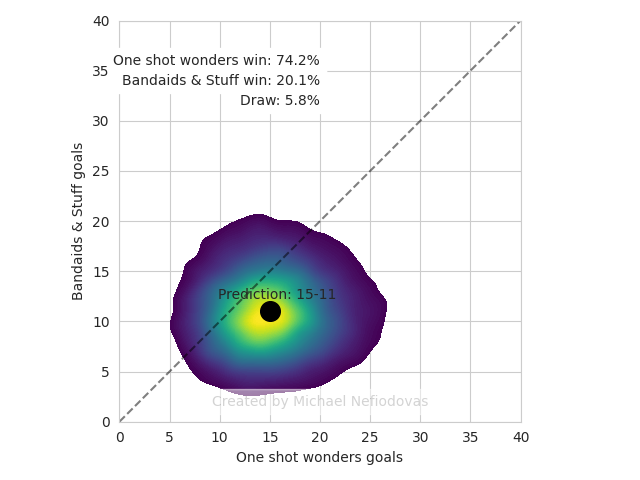 40
One shot wonders win: 74.2%
35
Bandaids & Stuff win: 20.1%
Draw: 5.8%
30
25
20
15
Prediction: 15-11
10
5
Created by Michael Nefiodovas
0
Bandaids & Stuff goals
0 5 10 15 20 25 30 35 40
One shot wonders goals